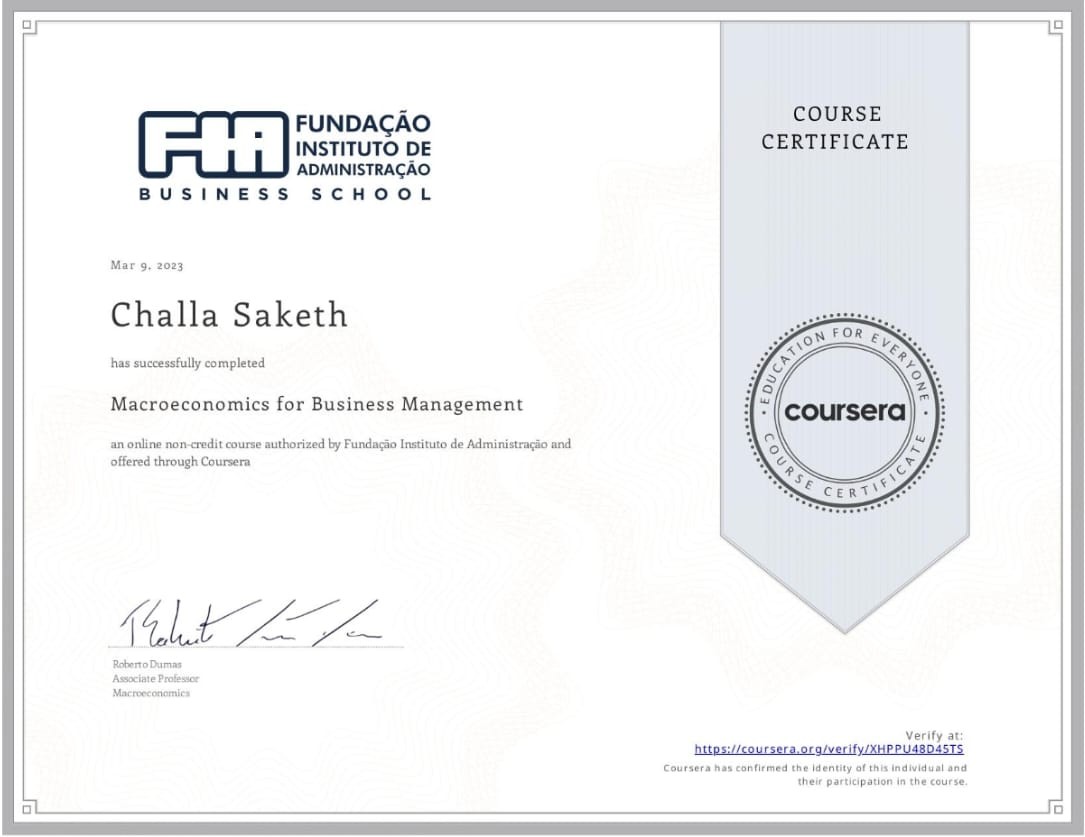 FIA
FUNDAÇÃO
INSTITUTO DE
ADMINISTRAÇÃO
BUSINESS SCHOOL
COURSE
CERTIFICATE
Mar 9, 2023
Challa Saketh
has successfully completed
Macroeconomics for Business Management
an online non-credit course authorized by Fundação Instituto de Administração and
offered through Coursera
EDUCATION FOR EVERYONE
coursera
COURSE CERTIFICATE
Roberto Dumas
Associate Professor
Macroeconomics
Verify at:
https://coursera.org/verify/XHPPU48D45TS
Coursera has confirmed the identity of this individual and
their participation in the course.